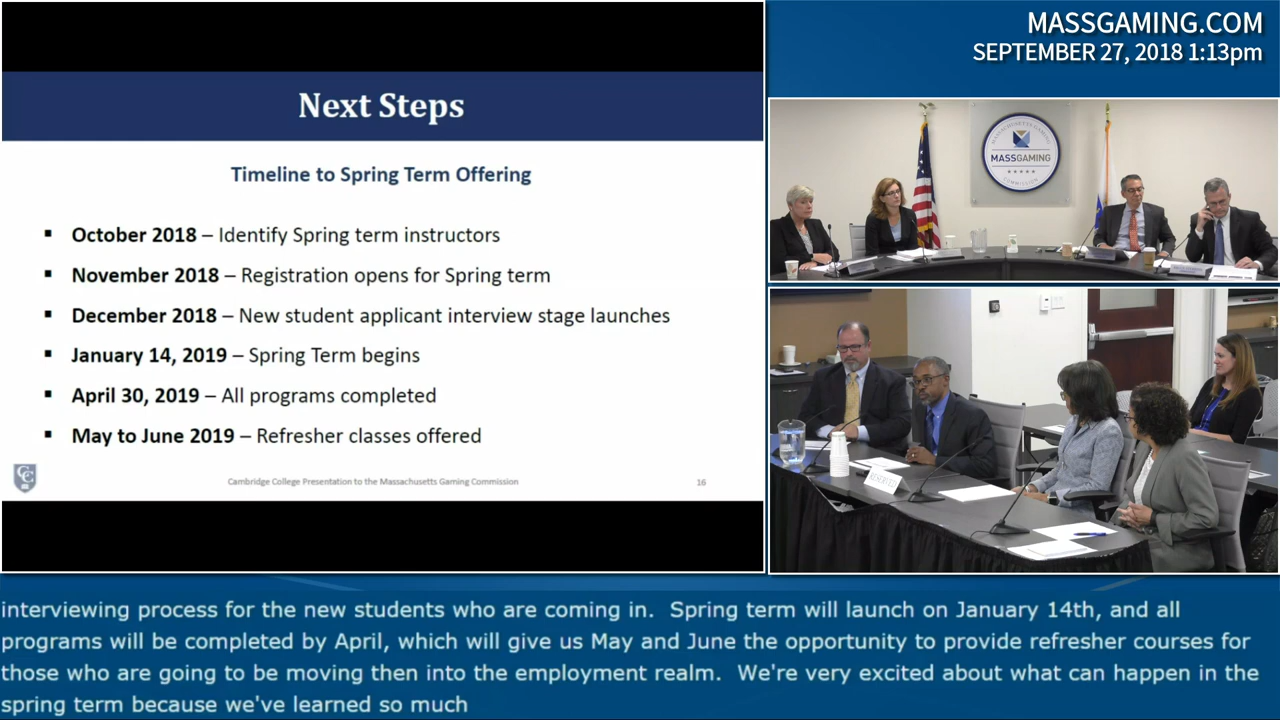 MASSGAMING.COM
SEPTEMBER 27, 2018 1:13pm
Next Steps
Timeline to Spring Term Offering
▪ October 2018 – Identify Spring term instructors
▪ November 2018 – Registration opens for Spring term
▪ December 2018 – New student applicant interview stage launches
▪ January 14, 2019 – Spring Term begins
▪ April 30, 2019 – All programs completed
▪ May to June 2019 – Refresher classes offered
Cambridge College Presentation to the Massachusetts Gaming Commission
16
MASSACHUSETTS GAMING
MASSGAMING
COMMISSION
RESERVED
interviewing process for the new students who are coming in.  Spring term will launch on January 14th, and all
programs will be completed by April, which will give us May and June the opportunity to provide refresher courses for
those who are going to be moving then into the employment realm.  We're very excited about what can happen in the
spring term because we've learned so much